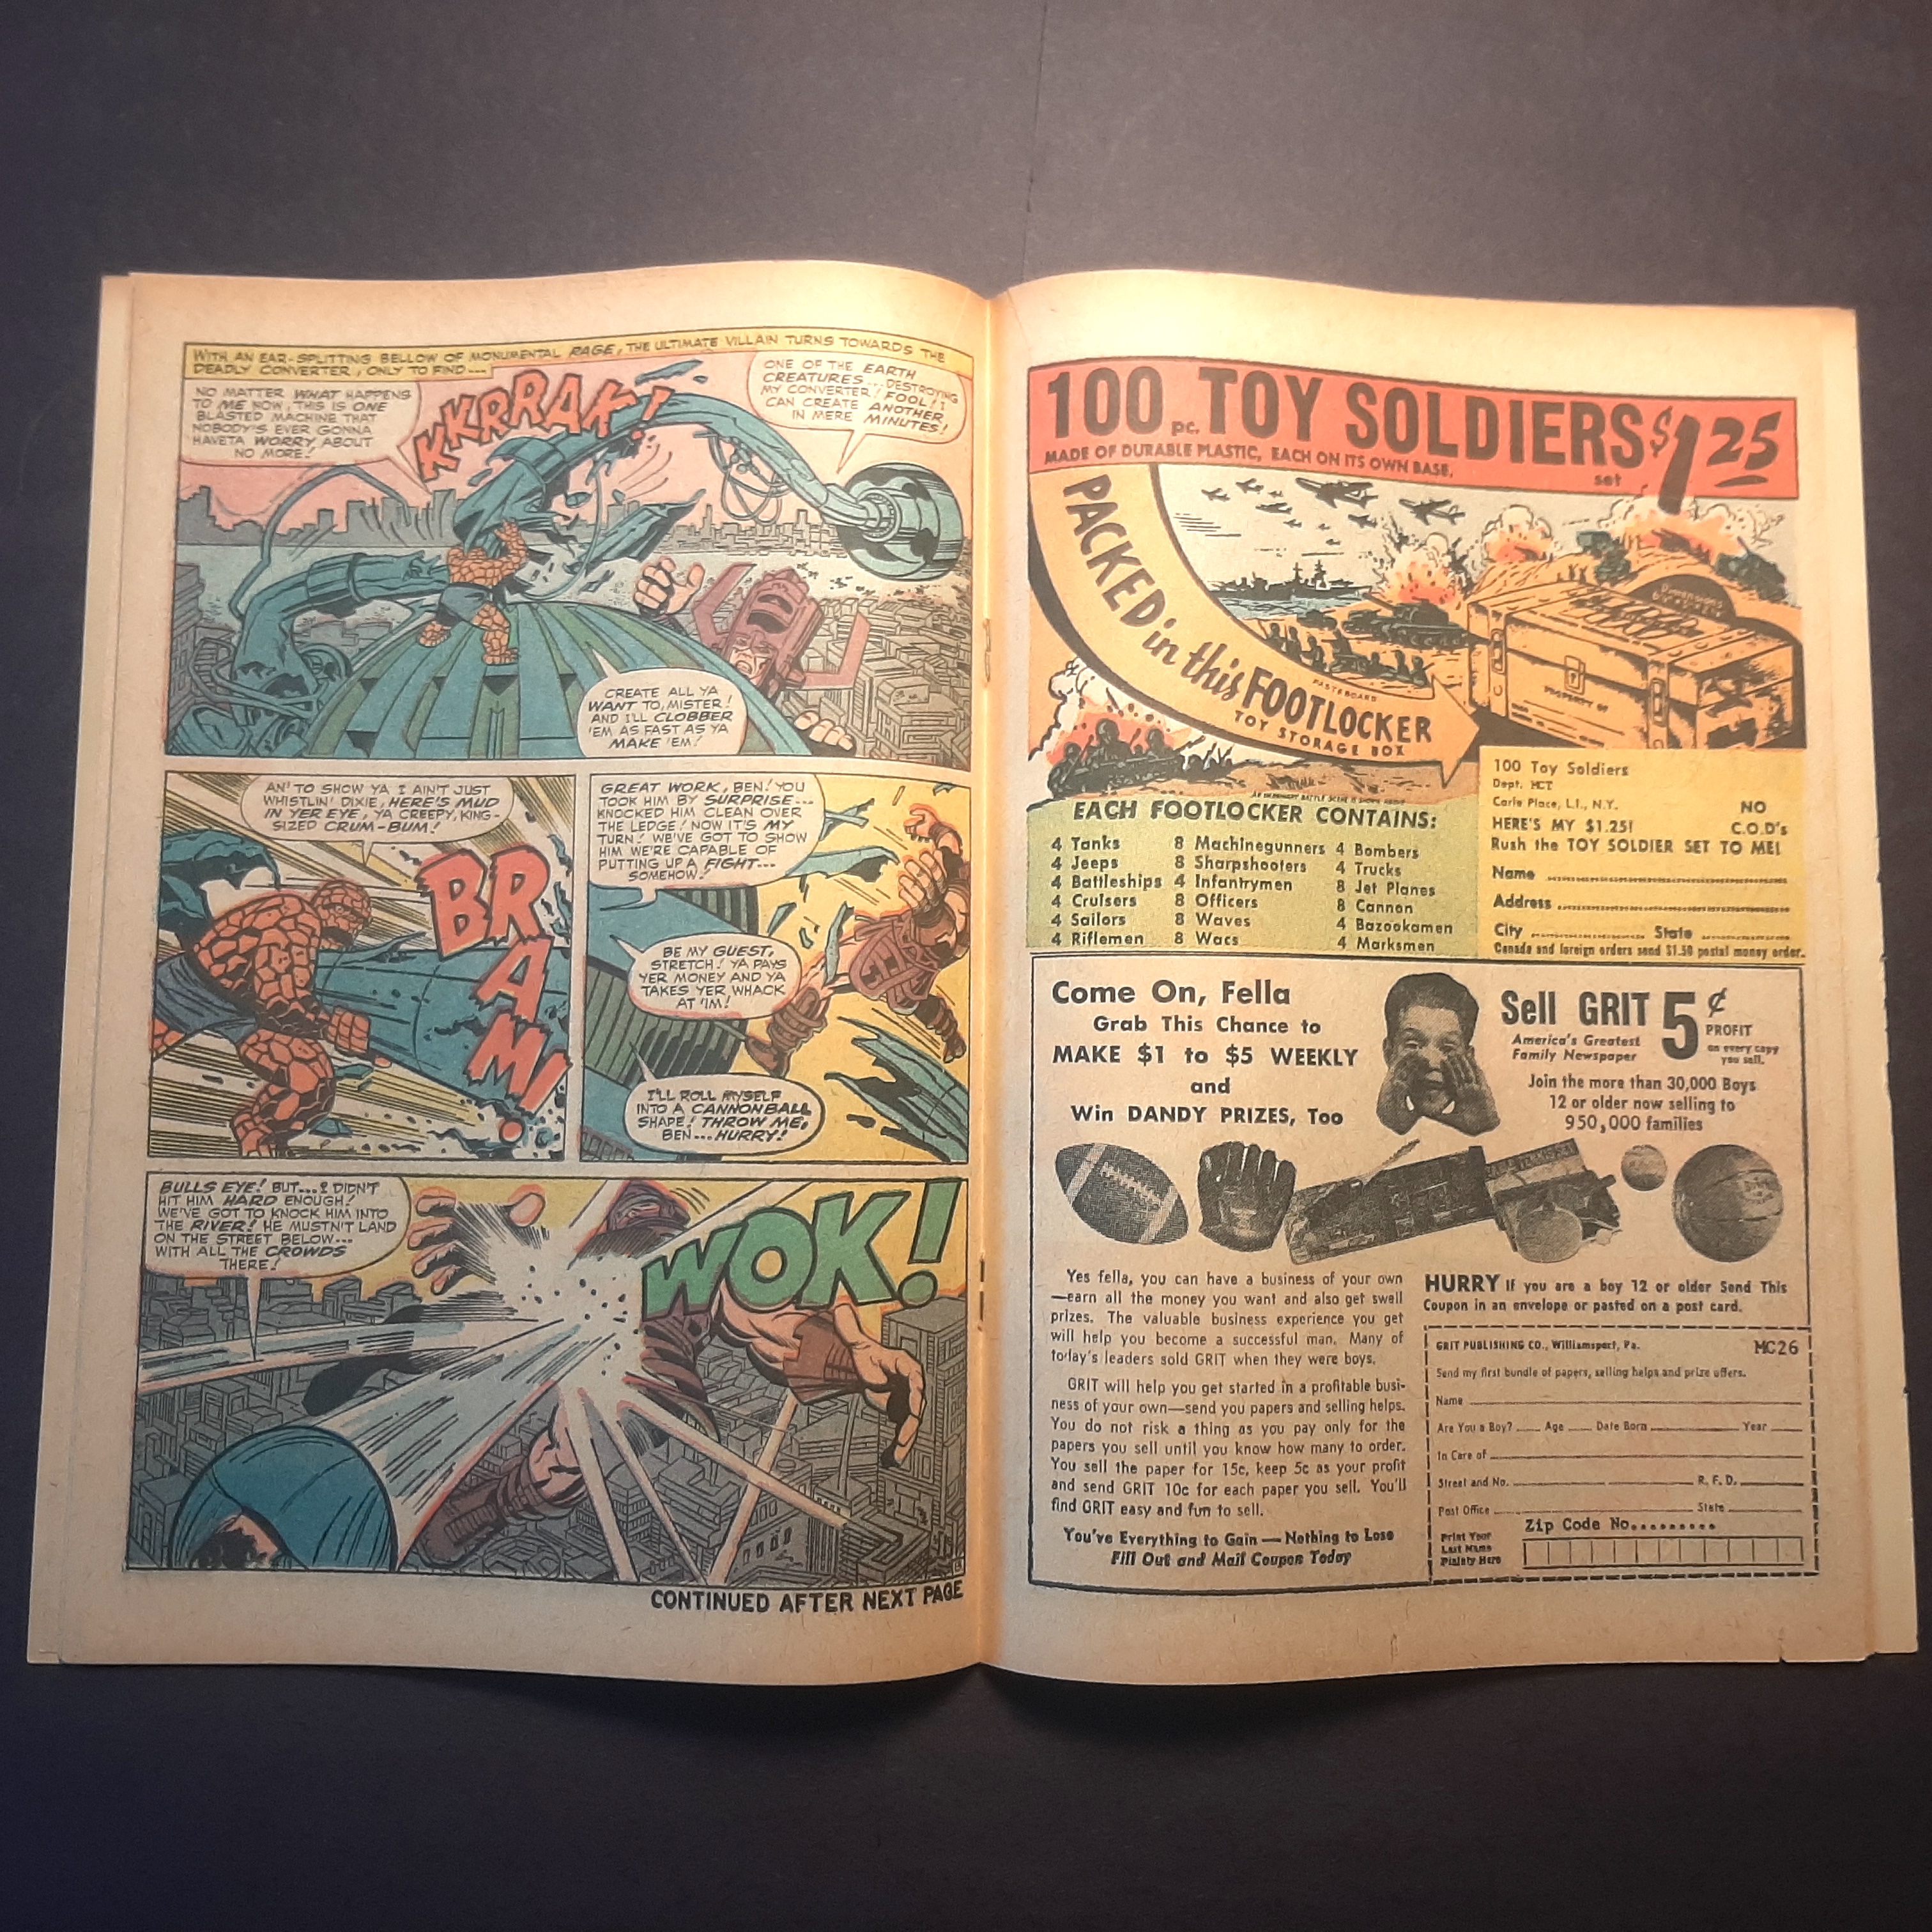 WITH AN EAR-SPLITTING BELLOW OF MONUMENTAL RAGE, THE ULTIMATE VILLAIN TURNS TOWARDS THE
DEADLY CONVERTER, ONLY TO FIND---
NO MATTER WHAT HAPPENS
TO ME NOW, THIS IS ONE
BLASTED MACHINE THAT
NOBODY'S EVER GONNA
HAVETA WORRY ABOUT
NO MORE!
KKRRAK!
ONE OF THE EARTH
CREATURES... DESTROYING
MY CONVERTER! FOOL! I
CAN CREATE ANOTHER
IN MERE MINUTES!
CREATE ALL YA
WANT TO, MISTER!
AND I'LL CLOBBER
'EM AS FAST AS YA
MAKE 'EM!
AN' TO SHOW YA I AIN'T JUST
WHISTLIN' DIXIE, HERE'S MUD
IN YER EYE, YA CREEPY, KING-
SIZED CRUM-BUM!
BRAM!
GREAT WORK, BEN! YOU
TOOK HIM BY SURPRISE...
KNOCKED HIM CLEAN OVER
THE LEDGE! NOW IT'S MY
TURN! WE'VE GOT TO SHOW
HIM WE'RE CAPABLE OF
PUTTING UP A FIGHT---
SOMEHOW!
BE MY GUEST,
STRETCH! YA PAYS
YER MONEY AND YA
TAKES YER WHACK
AT 'IM!
I'LL ROLL MYSELF
INTO A CANNONBALL
SHAPE! THROW ME,
BEN---HURRY!
BULLS EYE! BUT...I DIDN'T
HIT HIM HARD ENOUGH!
WE'VE GOT TO KNOCK HIM INTO
THE RIVER! HE MUSTN'T LAND
ON THE STREET BELOW---
WITH ALL THE CROWDS
THERE!
WOK!
CONTINUED AFTER NEXT PAGE
100 pc. TOY SOLDIERS $1 25
MADE OF DURABLE PLASTIC, EACH ON ITS OWN BASE.
set
PACKED in this FOOTLOCKER
PASTEBOARD
TOY STORAGE BOX
PROPERTY OF
EACH FOOTLOCKER CONTAINS:
4 Tanks
4 Jeeps
4 Battleships
4 Cruisers
4 Sailors
4 Riflemen
8 Machinegunners
8 Sharpshooters
4 Infantrymen
8 Officers
8 Waves
8 Wacs
4 Bombers
4 Trucks
8 Jet Planes
8 Cannon
4 Bazookamen
4 Marksmen
100 Toy Soldiers
Dept. MCT
Carle Place, L.I., N.Y.
NO
C.O.D's
HERE'S MY $1.25!
Rush the TOY SOLDIER SET TO ME!
Name
Address
City State
Canada and foreign orders send $1.50 postal money order.
Come On, Fella
Grab This Chance to
MAKE $1 to $5 WEEKLY
and
Win DANDY PRIZES, Too
Sell GRIT 5¢
America's Greatest
Family Newspaper
PROFIT
on every copy
you sell.
Join the more than 30,000 Boys
12 or older now selling to
950,000 families
Yes fella, you can have a business of your own
—earn all the money you want and also get swell
prizes. The valuable business experience you get
will help you become a successful man. Many of
today's leaders sold GRIT when they were boys.
GRIT will help you get started in a profitable busi-
ness of your own—send you papers and selling helps.
You do not risk a thing as you pay only for the
papers you sell until you know how many to order.
You sell the paper for 15c, keep 5c as your profit
and send GRIT 10c for each paper you sell. You'll
find GRIT easy and fun to sell.
You've Everything to Gain — Nothing to Lose
Fill Out and Mail Coupon Today
HURRY If you are a boy 12 or older Send This
Coupon in an envelope or pasted on a post card.
GRIT PUBLISHING CO., Williamsport, Pa. MC26
Send my first bundle of papers, selling helps and prize offers.
Name
Are You a Boy? Age Date Born Year
In Care of
Street and No. R. F. D.
Post Office State
Zip Code No.
Print Your
Last Name
Plainly Here